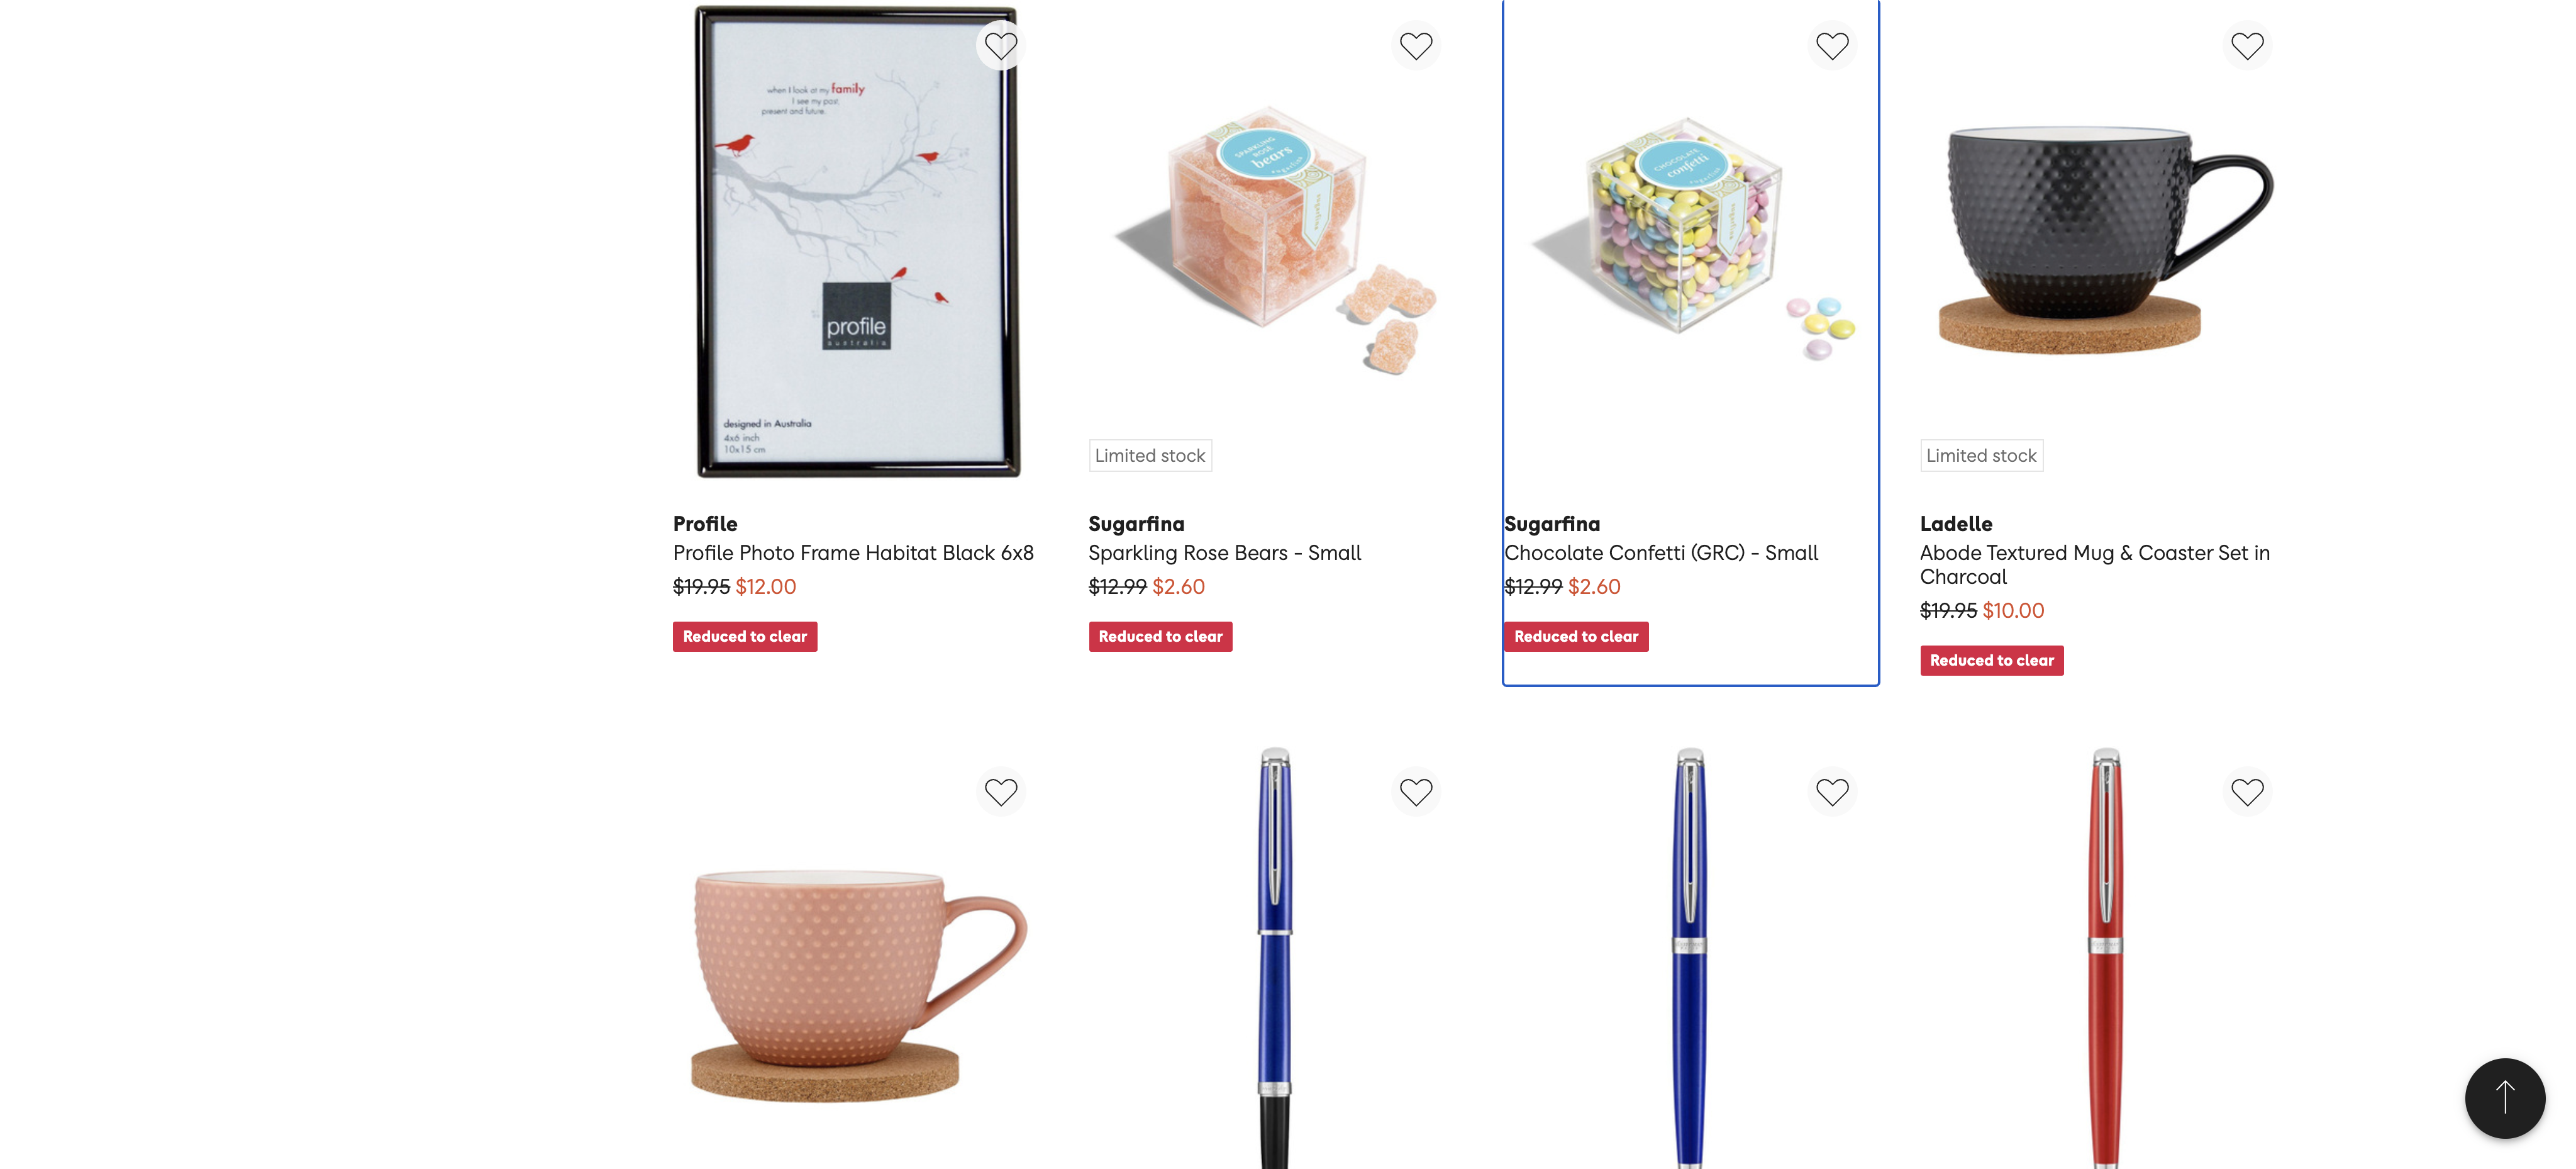 when I look at my family
I see my past,
present and future.
profile
australia
designed in Australia
4x6 inch
10x15 cm
SPARKLING
ROSÉ
bears
sugarfina
CHOCOLATE
confetti
sugarfina
Limited stock
Limited stock
Profile
Profile Photo Frame Habitat Black 6x8
$19.95 $12.00
Reduced to clear
Sugarfina
Sparkling Rose Bears - Small
$12.99 $2.60
Reduced to clear
Sugarfina
Chocolate Confetti (GRC) - Small
$12.99 $2.60
Reduced to clear
Ladelle
Abode Textured Mug & Coaster Set in
Charcoal
$19.95 $10.00
Reduced to clear